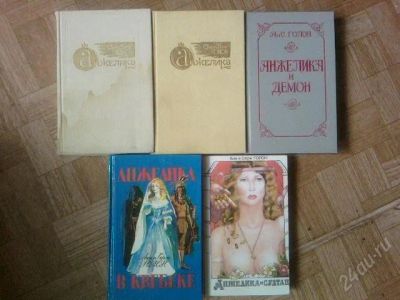 Анжелика
Анжелика
А. и С. ГОЛОН
АНЖЕЛИКА
И
ДЕМОН
АНЖЕЛИКА
В КВЕБЕКЕ
Анн и Серж ГОЛОН
АНЖЕЛИКА И СУЛТАН
24au.ru